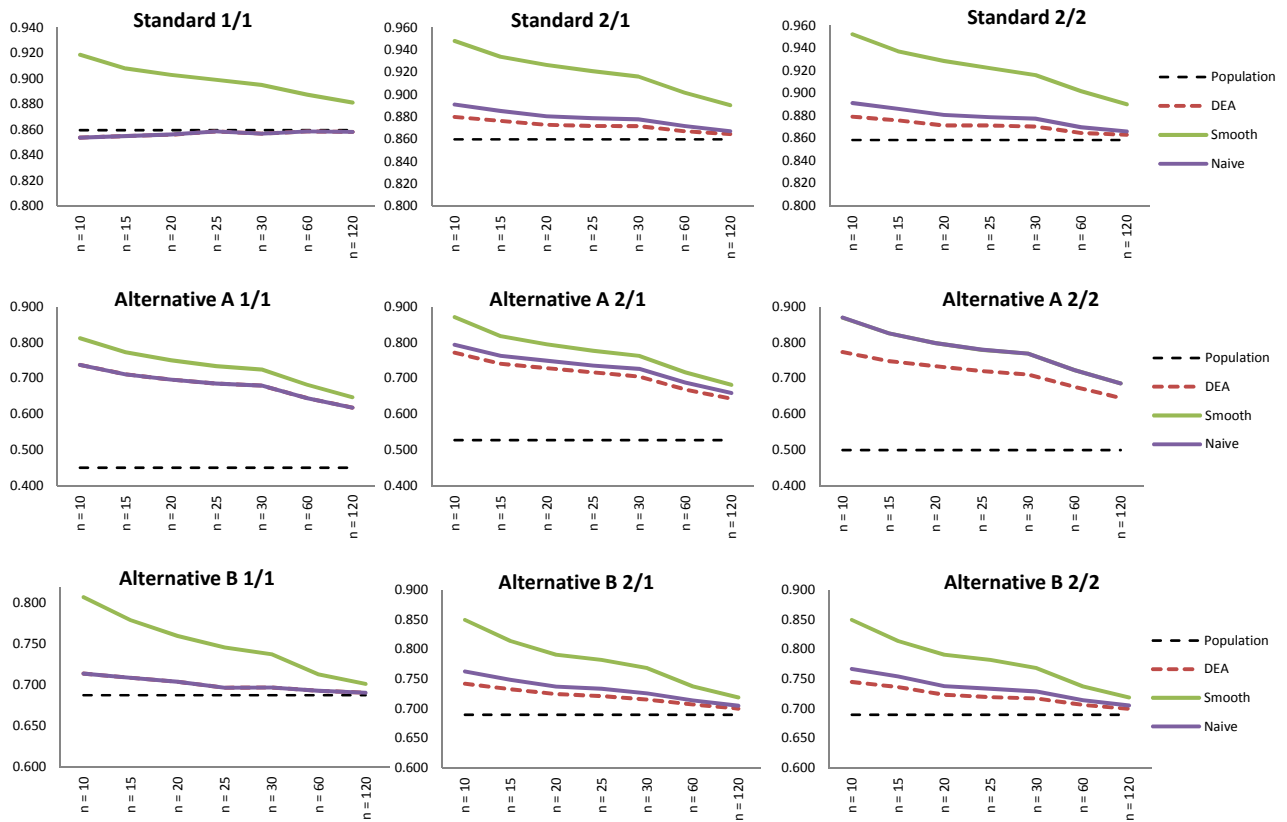 Standard 1/1
0.940
0.920
0.900
0.880
0.860
0.840
0.820
0.800
n = 10
n = 15
n = 20
n = 25
n = 30
n = 60
n = 120
Standard 2/1
0.960
0.940
0.920
0.900
0.880
0.860
0.840
0.820
0.800
n = 10
n = 15
n = 20
n = 25
n = 30
n = 60
n = 120
Standard 2/2
0.960
0.940
0.920
0.900
0.880
0.860
0.840
0.820
0.800
n = 10
n = 15
n = 20
n = 25
n = 30
n = 60
n = 120
Population
DEA
Smooth
Naive
Alternative A 1/1
0.900
0.800
0.700
0.600
0.500
0.400
n = 10
n = 15
n = 20
n = 25
n = 30
n = 60
n = 120
Alternative A 2/1
0.900
0.800
0.700
0.600
0.500
0.400
n = 10
n = 15
n = 20
n = 25
n = 30
n = 60
n = 120
Alternative A 2/2
0.900
0.800
0.700
0.600
0.500
0.400
n = 10
n = 15
n = 20
n = 25
n = 30
n = 60
n = 120
Population
DEA
Smooth
Naive
Alternative B 1/1
0.800
0.750
0.700
0.650
0.600
n = 10
n = 15
n = 20
n = 25
n = 30
n = 60
n = 120
Alternative B 2/1
0.900
0.850
0.800
0.750
0.700
0.650
0.600
n = 10
n = 15
n = 20
n = 25
n = 30
n = 60
n = 120
Alternative B 2/2
0.900
0.850
0.800
0.750
0.700
0.650
0.600
n = 10
n = 15
n = 20
n = 25
n = 30
n = 60
n = 120
Population
DEA
Smooth
Naive